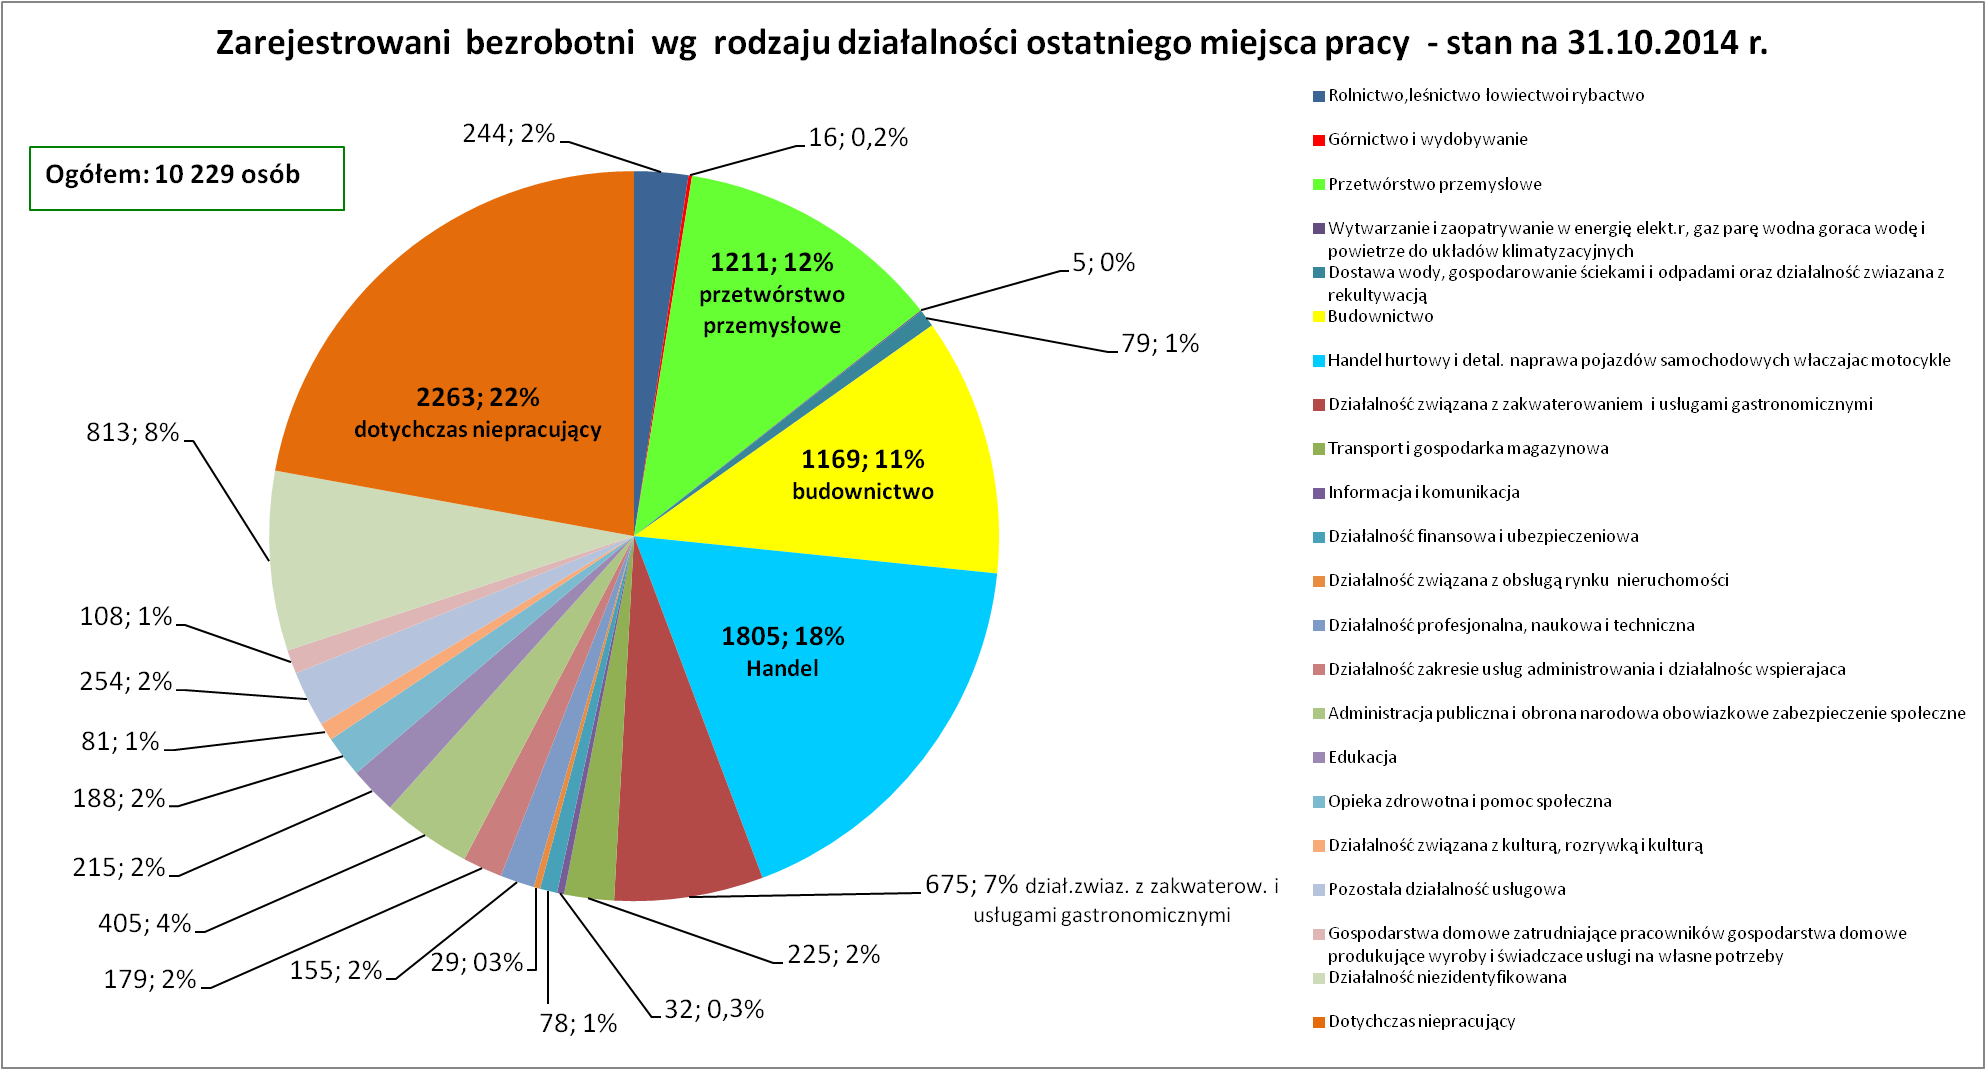 Zarejestrowani bezrobotni wg rodzaju działalności ostatniego miejsca pracy - stan na 31.10.2014 r.
Ogółem: 10 229 osób
244; 2%
16; 0,2%
1211; 12%
przetwórstwo
przemysłowe
5; 0%
79; 1%
1169; 11%
budownictwo
1805; 18%
Handel
675; 7% dział.zwiaz. z zakwaterow. i
usługami gastronomicznymi
225; 2%
32; 0,3%
78; 1%
29; 03%
155; 2%
179; 2%
405; 4%
215; 2%
188; 2%
81; 1%
254; 2%
108; 1%
813; 8%
2263; 22%
dotychczas niepracujący
Rolnictwo,leśnictwo łowiectwoi rybactwo
Górnictwo i wydobywanie
Przetwórstwo przemysłowe
Wytwarzanie i zaopatrywanie w energię elekt.r, gaz parę wodna goraca wodę i
powietrze do układów klimatyzacyjnych
Dostawa wody, gospodarowanie ściekami i odpadami oraz działalność zwiazana z
rekultywacją
Budownictwo
Handel hurtowy i detal. naprawa pojazdów samochodowych właczajac motocykle
Działalność związana z zakwaterowaniem i usługami gastronomicznymi
Transport i gospodarka magazynowa
Informacja i komunikacja
Działalność finansowa i ubezpieczeniowa
Działalność związana z obsługą rynku nieruchomości
Działalność profesjonalna, naukowa i techniczna
Działalność zakresie usług administrowania i działalnośc wspierajaca
Administracja publiczna i obrona narodowa obowiazkowe zabezpieczenie społeczne
Edukacja
Opieka zdrowotna i pomoc społeczna
Działalność związana z kulturą, rozrywką i kulturą
Pozostała działalność usługowa
Gospodarstwa domowe zatrudniające pracowników gospodarstwa domowe
produkujące wyroby i świadczace usługi na własne potrzeby
Działalność niezidentyfikowana
Dotychczas niepracujący